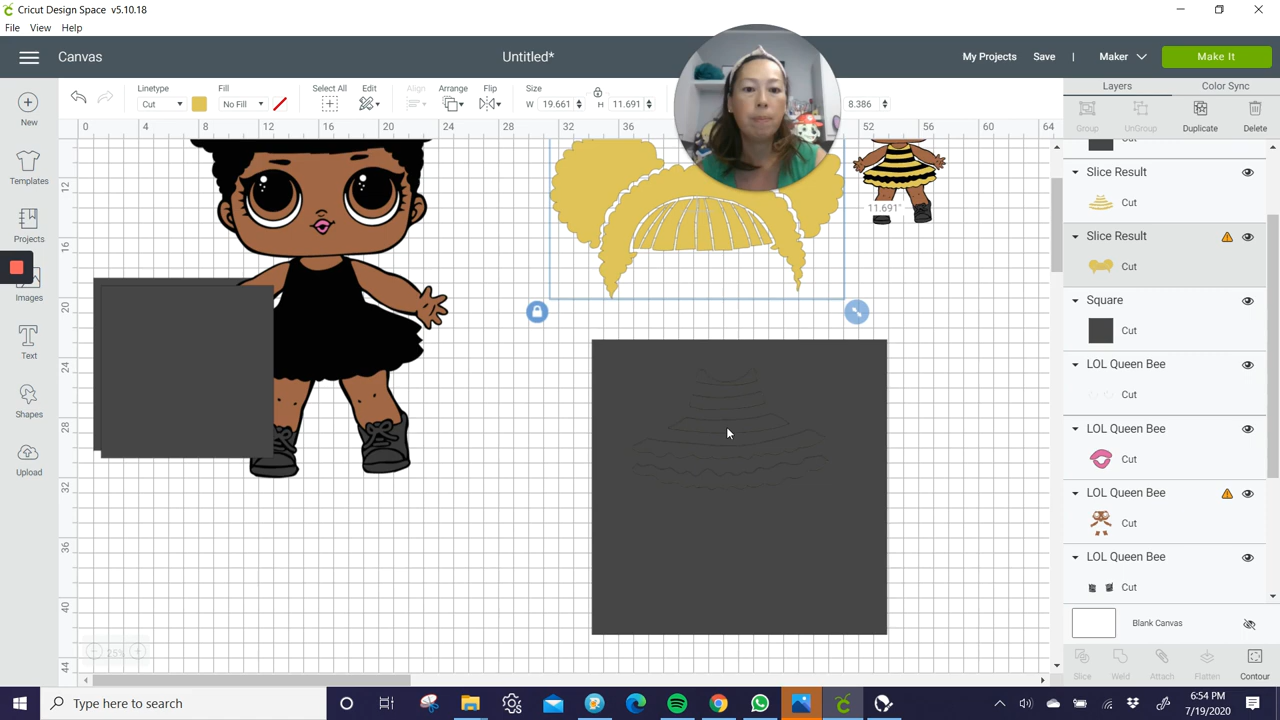 Cricut Design Space v5.10.18
File View Help
Canvas
Untitled*
My Projects Save | Maker Make It
Linetype Fill Select All Edit Align Arrange Flip Size
Cut No Fill W 19.661 H 11.691 8.386
Layers Color Sync
Group UnGroup Duplicate Delete
New
Templates
Projects
Images
Text
Shapes
Upload
0 4 8 12 16 20 24 28 32 36 52 56 60 64
12
16
20
24
28
32
36
40
44
11.691"
25%
Slice Result
Cut
Slice Result
Cut
Square
Cut
LOL Queen Bee
Cut
LOL Queen Bee
Cut
LOL Queen Bee
Cut
LOL Queen Bee
Cut
Blank Canvas
Slice Weld Attach Flatten Contour
Type here to search
6:54 PM
7/19/2020